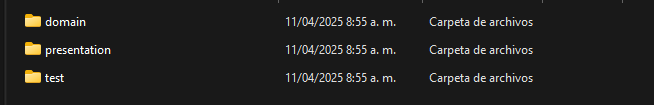 domain 11/04/2025 8:55 a. m. Carpeta de archivos
presentation 11/04/2025 8:55 a. m. Carpeta de archivos
test 11/04/2025 8:55 a. m. Carpeta de archivos